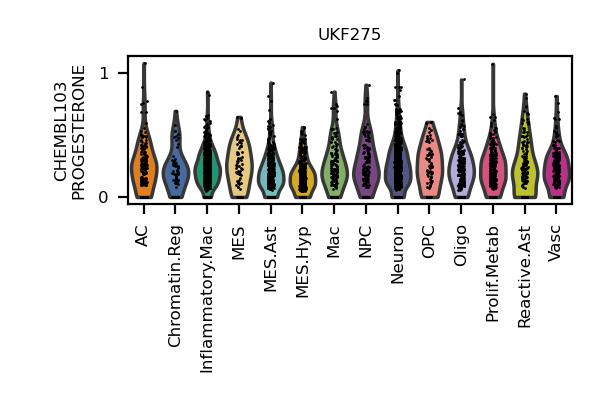 UKF275
CHEMBL103
PROGESTERONE
1
0
AC
Chromatin.Reg
Inflammatory.Mac
MES
MES.Ast
MES.Hyp
Mac
NPC
Neuron
OPC
Oligo
Prolif.Metab
Reactive.Ast
Vasc